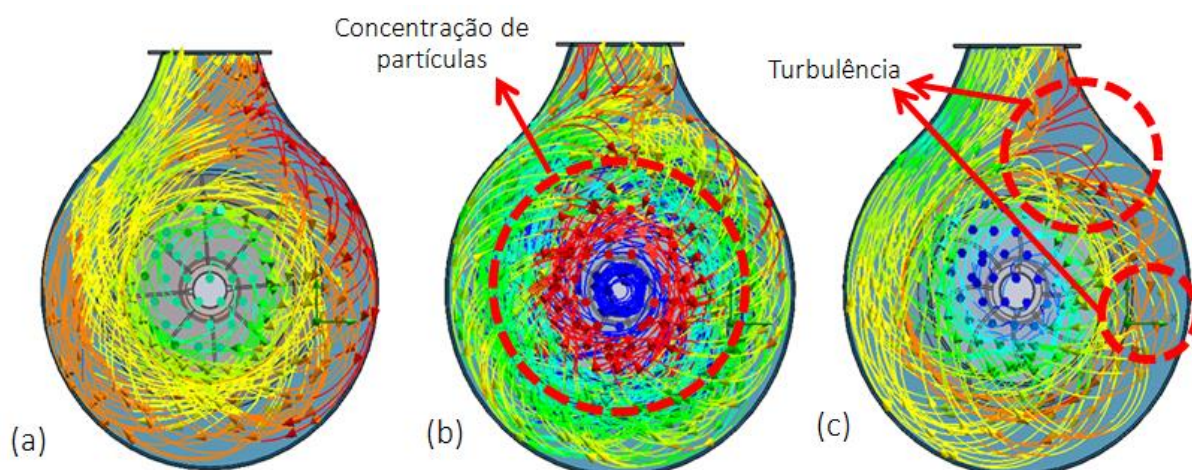 Concentração de
partículas
Turbulência
(a)
(b)
(c)